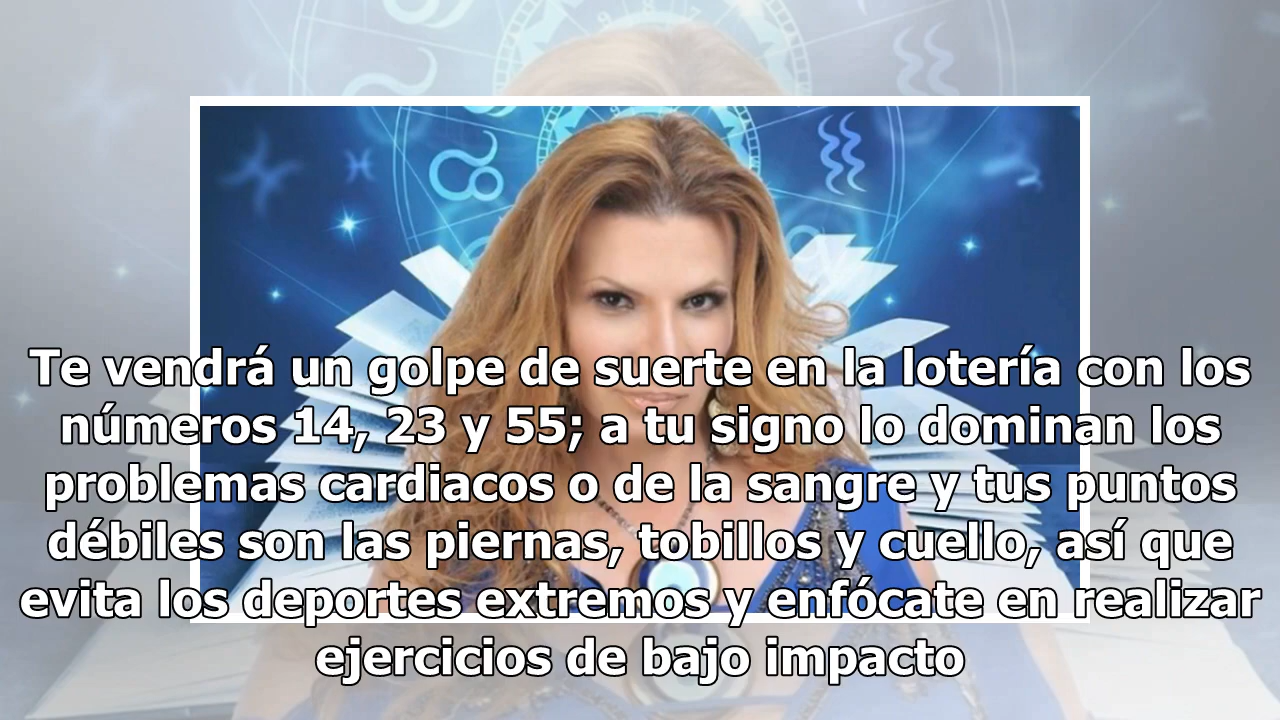 Te vendrá un golpe de suerte en la lotería con los
números 14, 23 y 55; a tu signo lo dominan los
problemas cardiacos o de la sangre y tus puntos
débiles son las piernas, tobillos y cuello, así que
evita los deportes extremos y enfócate en realizar
ejercicios de bajo impacto